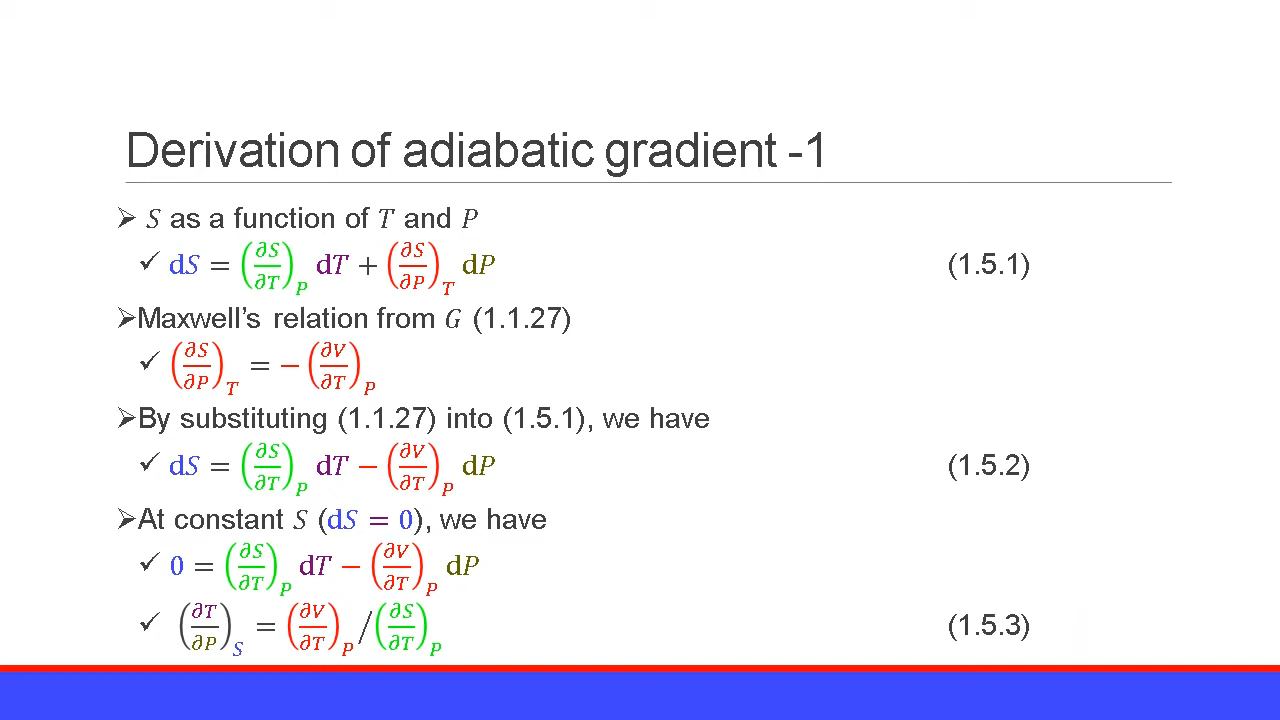 Derivation of adiabatic gradient -1
➢ 𝑆 as a function of 𝑇 and 𝑃
✓ d𝑆 = (∂𝑆/∂𝑇)_𝑃 d𝑇 + (∂𝑆/∂𝑃)_𝑇 d𝑃 (1.5.1)
➢Maxwell’s relation from 𝐺 (1.1.27)
✓ (∂𝑆/∂𝑃)_𝑇 = − (∂𝑉/∂𝑇)_𝑃
➢By substituting (1.1.27) into (1.5.1), we have
✓ d𝑆 = (∂𝑆/∂𝑇)_𝑃 d𝑇 − (∂𝑉/∂𝑇)_𝑃 d𝑃 (1.5.2)
➢At constant 𝑆 (d𝑆 = 0), we have
✓ 0 = (∂𝑆/∂𝑇)_𝑃 d𝑇 − (∂𝑉/∂𝑇)_𝑃 d𝑃
✓ (∂𝑇/∂𝑃)_𝑆 = (∂𝑉/∂𝑇)_𝑃 / (∂𝑆/∂𝑇)_𝑃 (1.5.3)